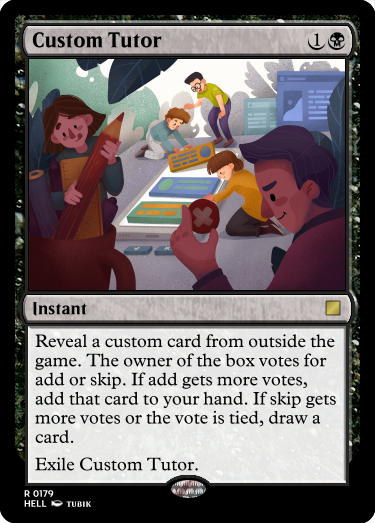 Custom Tutor 1
Instant
Reveal a custom card from outside the
game. The owner of the box votes for
add or skip. If add gets more votes,
add that card to your hand. If skip gets
more votes or the vote is tied, draw a
card.
Exile Custom Tutor.
R 0179
HELL TUBIK